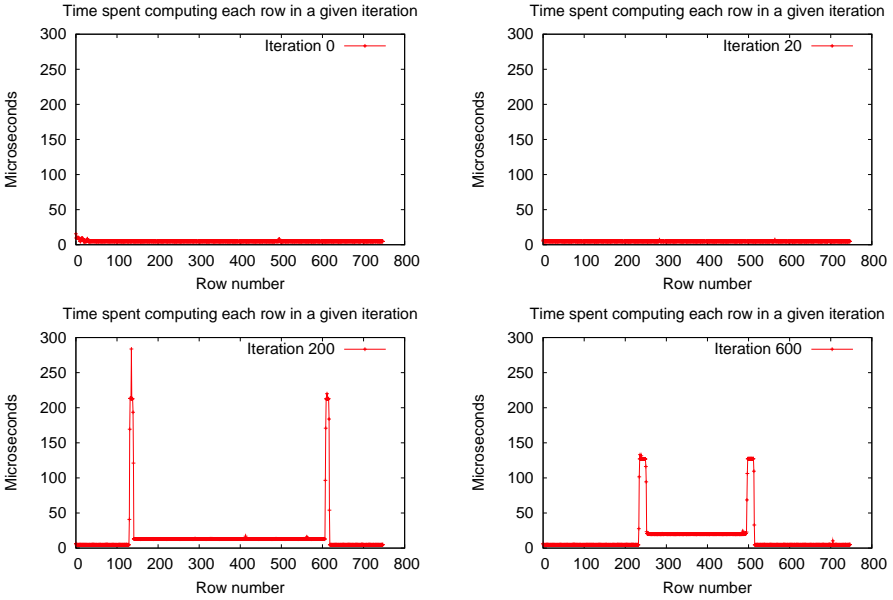 Time spent computing each row in a given iteration
300
250
200
150
100
50
0
Microseconds
Iteration 0
0 100 200 300 400 500 600 700 800
Row number
Time spent computing each row in a given iteration
300
250
200
150
100
50
0
Microseconds
Iteration 20
0 100 200 300 400 500 600 700 800
Row number
Time spent computing each row in a given iteration
300
250
200
150
100
50
0
Microseconds
Iteration 200
0 100 200 300 400 500 600 700 800
Row number
Time spent computing each row in a given iteration
300
250
200
150
100
50
0
Microseconds
Iteration 600
0 100 200 300 400 500 600 700 800
Row number